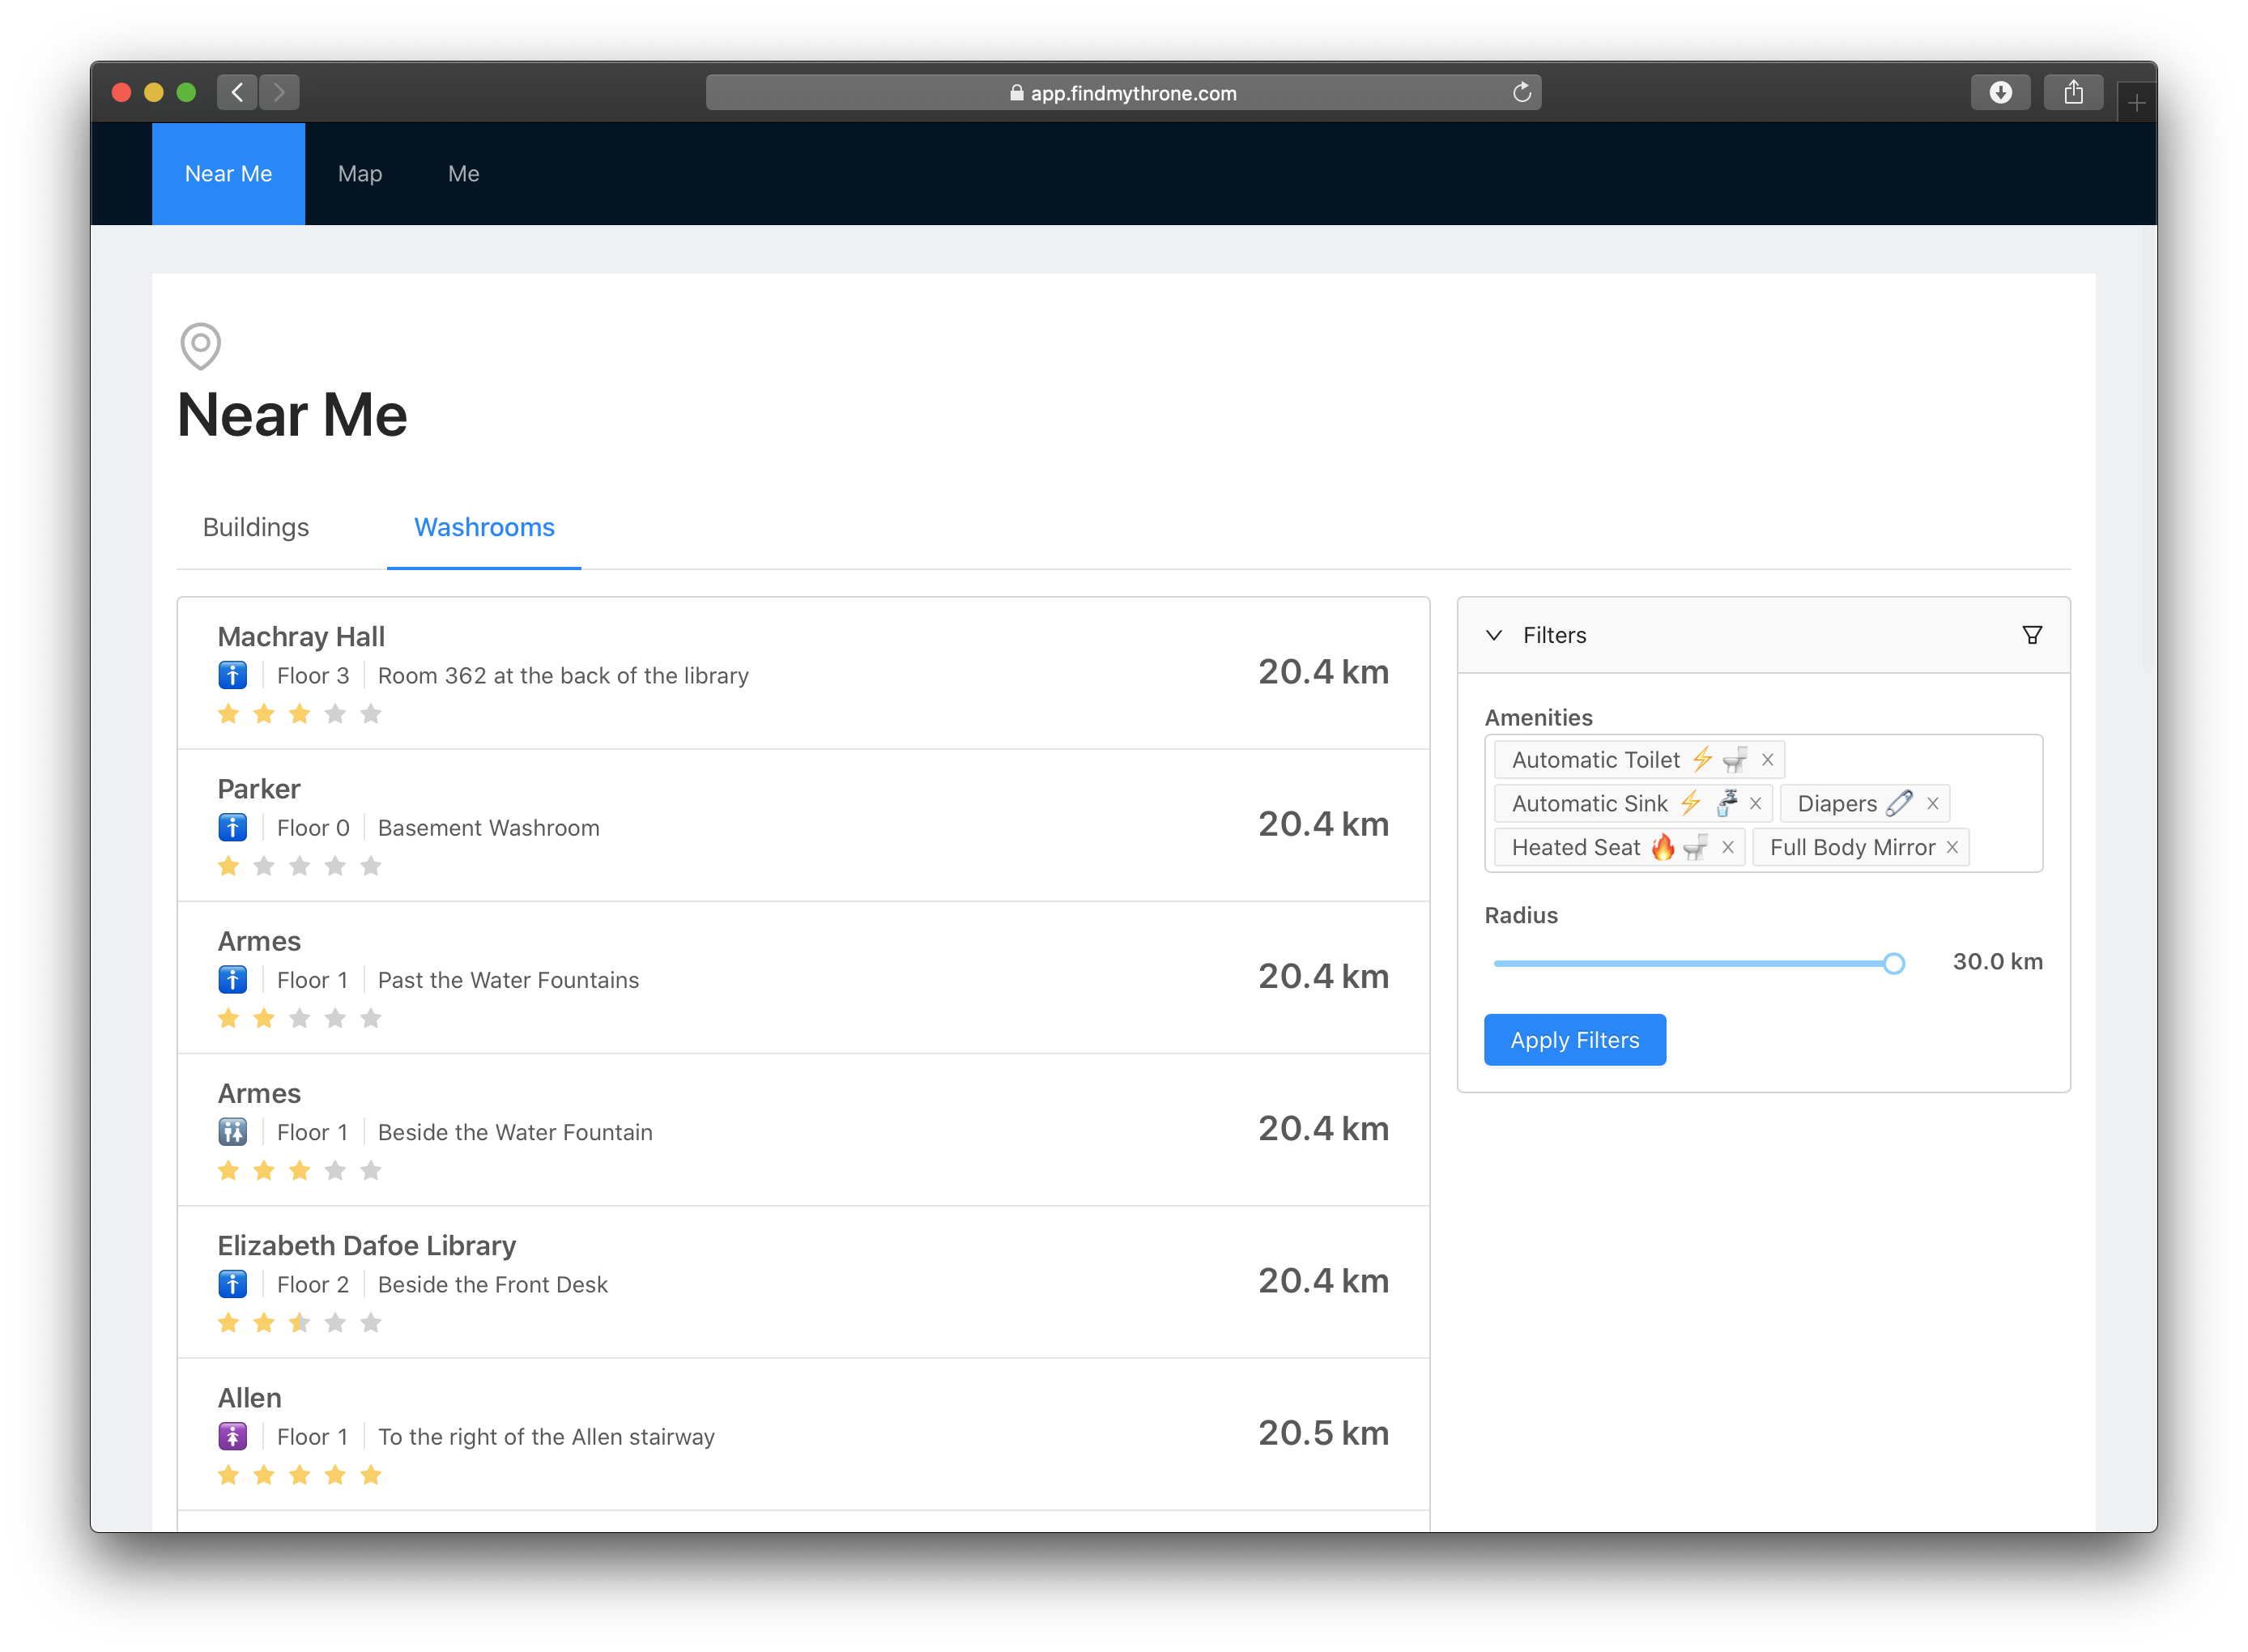 app.findmythrone.com
Near Me Map Me
Near Me
Buildings Washrooms
Machray Hall
Floor 3 Room 362 at the back of the library
20.4 km
Parker
Floor 0 Basement Washroom
20.4 km
Armes
Floor 1 Past the Water Fountains
20.4 km
Armes
Floor 1 Beside the Water Fountain
20.4 km
Elizabeth Dafoe Library
Floor 2 Beside the Front Desk
20.4 km
Allen
Floor 1 To the right of the Allen stairway
20.5 km
Filters
Amenities
Automatic Toilet ⚡🚽
Automatic Sink ⚡🚰 Diapers 🧷
Heated Seat 🔥🚽 Full Body Mirror
Radius
30.0 km
Apply Filters